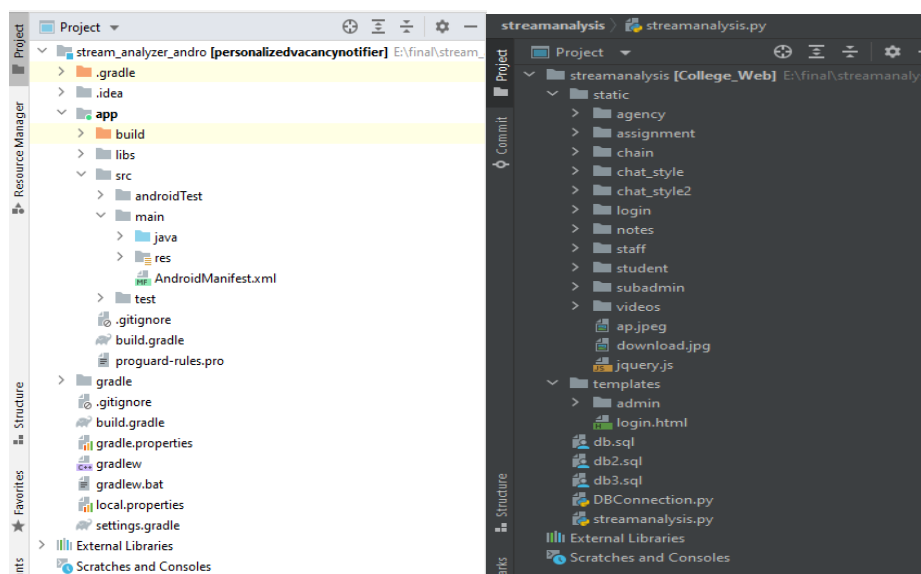 Project
stream_analyzer_andro [personalizedvacancynotifier] E:\final\stream_
.gradle
.idea
app
build
libs
src
androidTest
main
java
res
MF AndroidManifest.xml
test
.gitignore
build.gradle
proguard-rules.pro
gradle
.gitignore
build.gradle
gradle.properties
C++ gradlew
gradlew.bat
local.properties
settings.gradle
External Libraries
Scratches and Consoles
Project
Resource Manager
Structure
Favorites
nts
streamanalysis streamanalysis.py
Project
streamanalysis [College_Web] E:\final\streamanaly
static
agency
assignment
chain
chat_style
chat_style2
login
notes
staff
student
subadmin
videos
ap.jpeg
download.jpg
JS jquery.js
templates
admin
H login.html
db.sql
db2.sql
db3.sql
DBConnection.py
streamanalysis.py
External Libraries
Scratches and Consoles
Project
Commit
Structure
rks